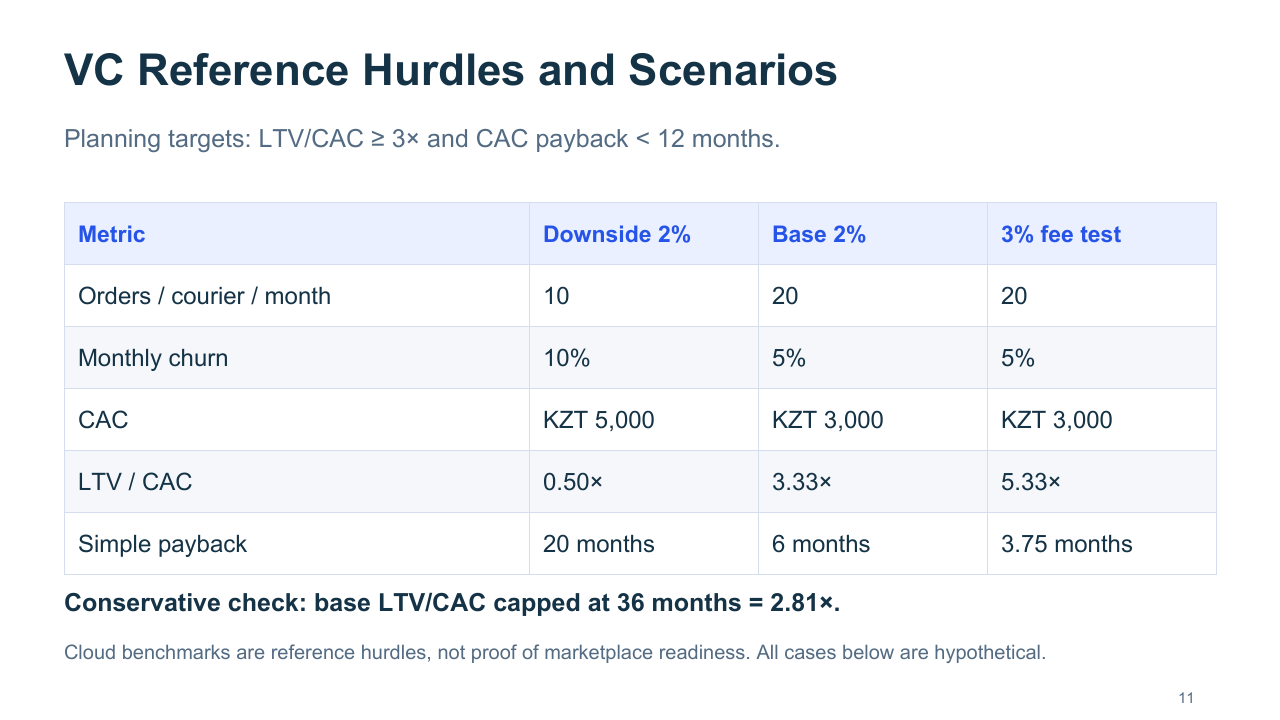 VC Reference Hurdles and Scenarios
Planning targets: LTV/CAC ≥ 3× and CAC payback < 12 months.
Metric Downside 2% Base 2% 3% fee test
Orders / courier / month 10 20 20
Monthly churn 10% 5% 5%
CAC KZT 5,000 KZT 3,000 KZT 3,000
LTV / CAC 0.50× 3.33× 5.33×
Simple payback 20 months 6 months 3.75 months
Conservative check: base LTV/CAC capped at 36 months = 2.81×.
Cloud benchmarks are reference hurdles, not proof of marketplace readiness. All cases below are hypothetical.
11